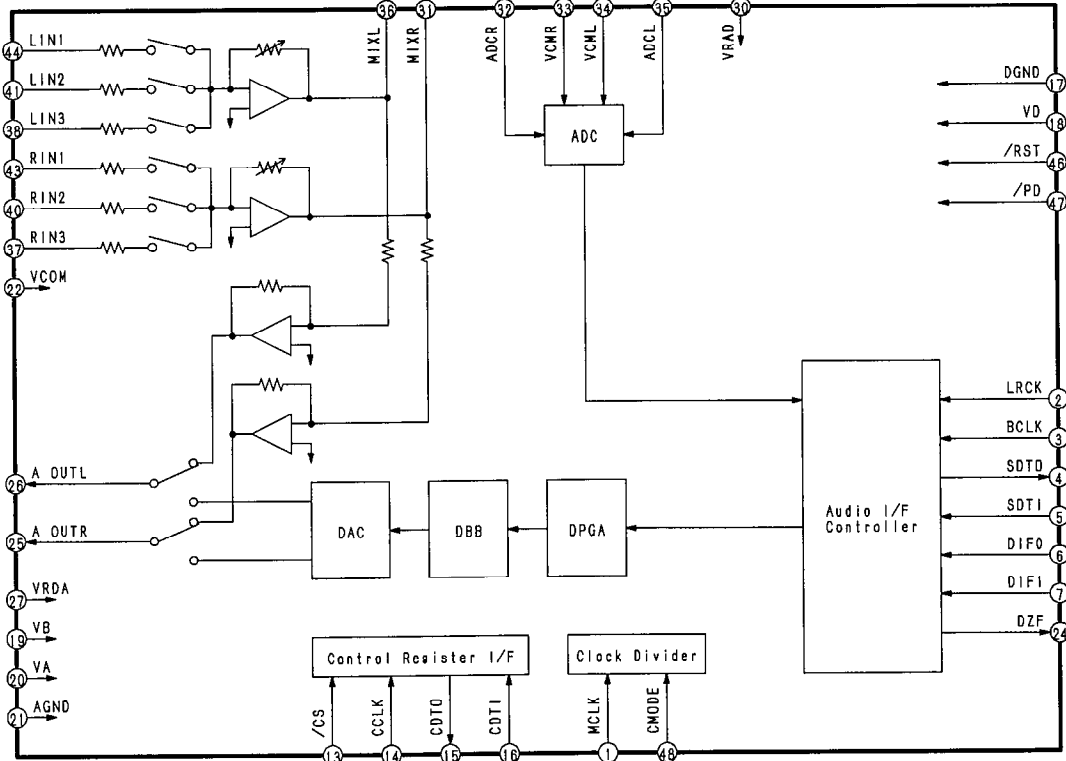 36 31 32 33 34 35 30
MIXL MIXR ADCR VCMR VCML ADCL VRAD
44 LIN1
41 LIN2
38 LIN3
43 RIN1
40 RIN2
37 RIN3
22 VCOM
ADC
DGND 17
VD 18
/RST 46
/PD 47
LRCK 2
BCLK 3
SDTO 4
SDTI 5
DIF0 6
DIF1 7
DZF 24
Audio I/F
Controller
26 A OUTL
25 A OUTR
DAC DBB DPGA
27 VRDA
19 VB
20 VA
21 AGND
Control Register I/F
Clock Divider
/CS CCLK CDTO CDTI MCLK CMODE
13 14 15 16 1 48